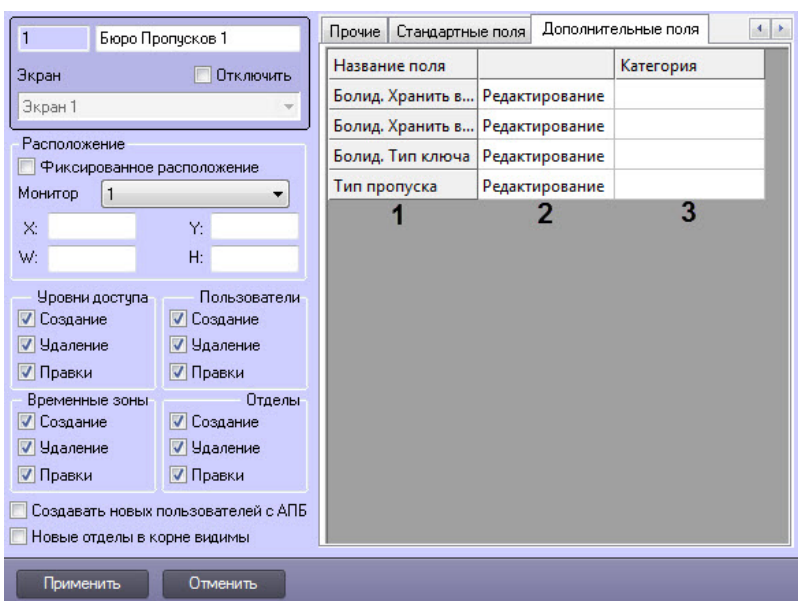 1 Бюро Пропусков 1
Экран Отключить
Экран 1
Расположение
Фиксированное расположение
Монитор 1
X: Y:
W: H:
Уровни доступа Пользователи
Создание Создание
Удаление Удаление
Правки Правки
Временные зоны Отделы
Создание Создание
Удаление Удаление
Правки Правки
Создавать новых пользователей с АПБ
Новые отделы в корне видимы
Прочие Стандартные поля Дополнительные поля
Название поля Категория
Болид. Хранить в... Редактирование
Болид. Хранить в... Редактирование
Болид. Тип ключа Редактирование
Тип пропуска Редактирование
1 2 3
Применить Отменить